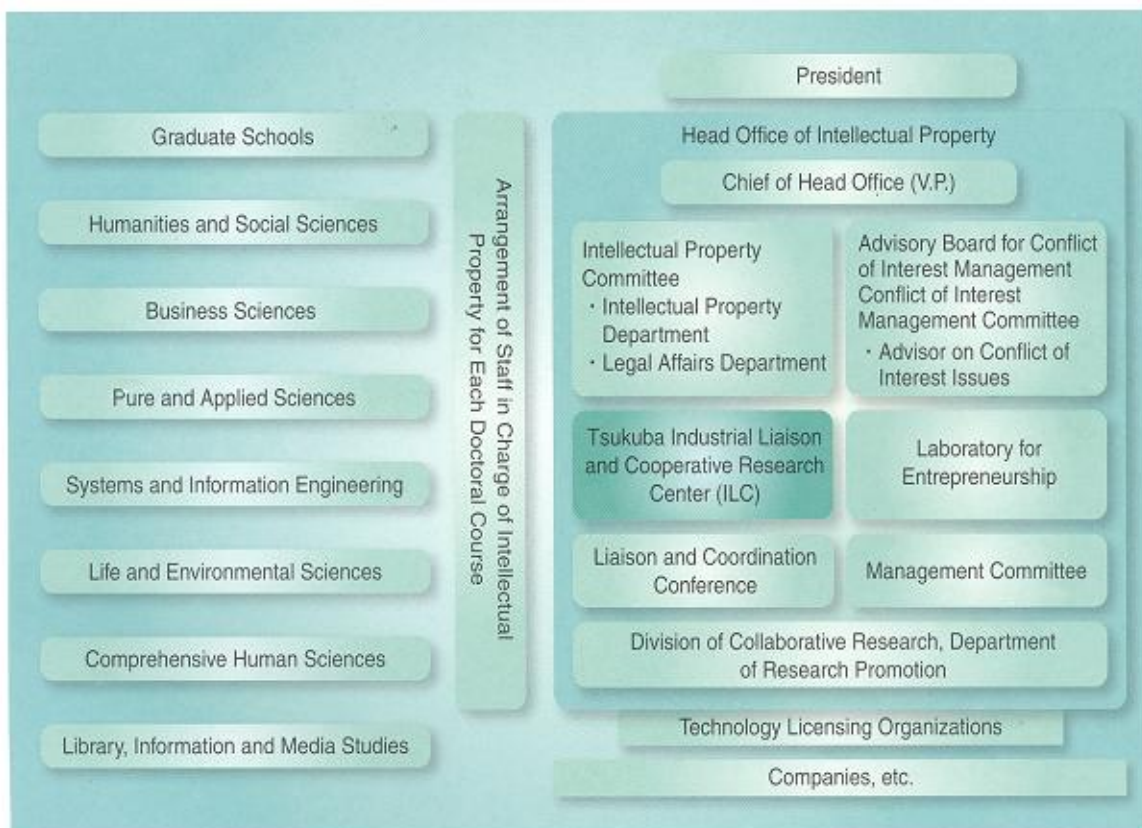 Graduate Schools
Humanities and Social Sciences
Business Sciences
Pure and Applied Sciences
Systems and Information Engineering
Life and Environmental Sciences
Comprehensive Human Sciences
Library, Information and Media Studies
Arrangement of Staff in Charge of Intellectual
Property for Each Doctoral Course
President
Head Office of Intellectual Property
Chief of Head Office (V.P.)
Intellectual Property
Committee
・Intellectual Property
Department
・Legal Affairs Department
Advisory Board for Conflict
of Interest Management
Conflict of Interest
Management Committee
・Advisor on Conflict of
Interest Issues
Tsukuba Industrial Liaison
and Cooperative Research
Center (ILC)
Laboratory for
Entrepreneurship
Liaison and Coordination
Conference
Management Committee
Division of Collaborative Research, Department
of Research Promotion
Technology Licensing Organizations
Companies, etc.